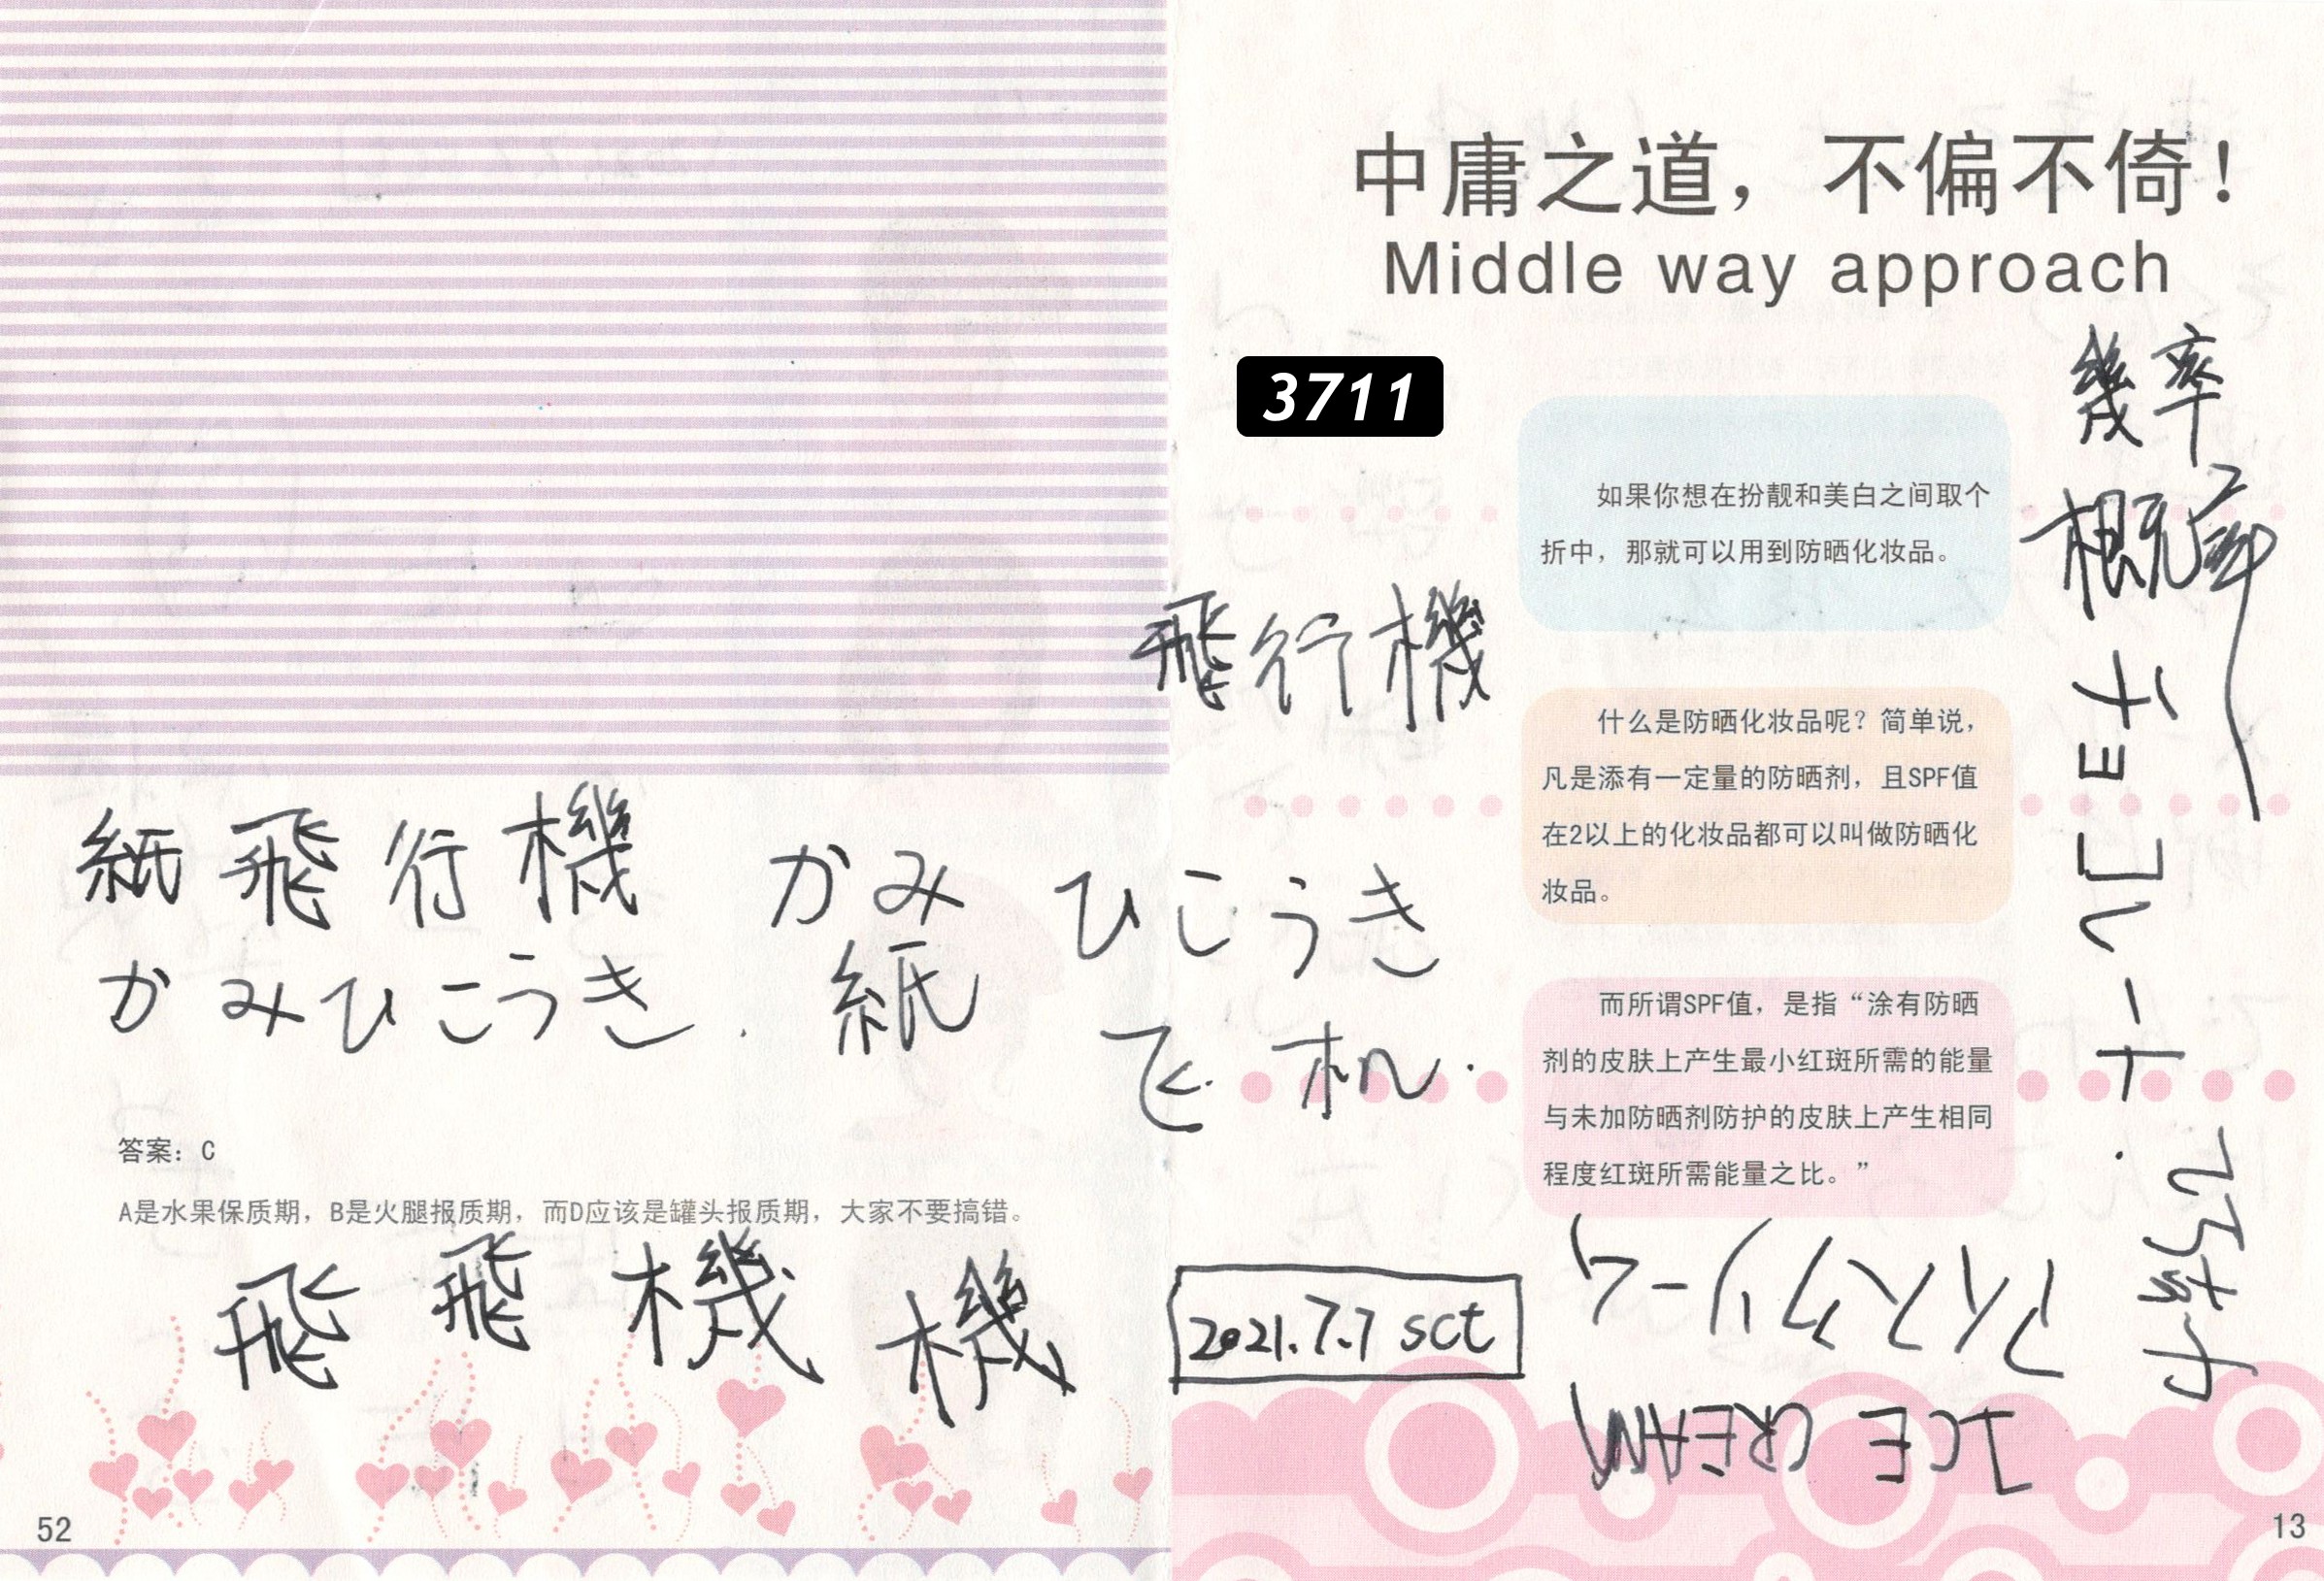 中庸之道，不偏不倚！
Middle way approach
3711
幾率
概率
如果你想在扮靓和美白之间取个
折中，那就可以用到防晒化妆品。
飛行機
什么是防晒化妆品呢？简单说，
凡是添有一定量的防晒剂，且SPF值
在2以上的化妆品都可以叫做防晒化
妆品。
チョコレート.
紙飛行機 かみ ひこうき
かみひこうき. 紙
飞机.
而所谓SPF值，是指“涂有防晒
剂的皮肤上产生最小红斑所需的能量
与未加防晒剂防护的皮肤上产生相同
程度红斑所需能量之比。”
答案：C
A是水果保质期，B是火腿报质期，而D应该是罐头报质期，大家不要搞错。
飛 飛 機 機
2021.7.7 sct
アイスクリーム
ICE CREAM
52
13